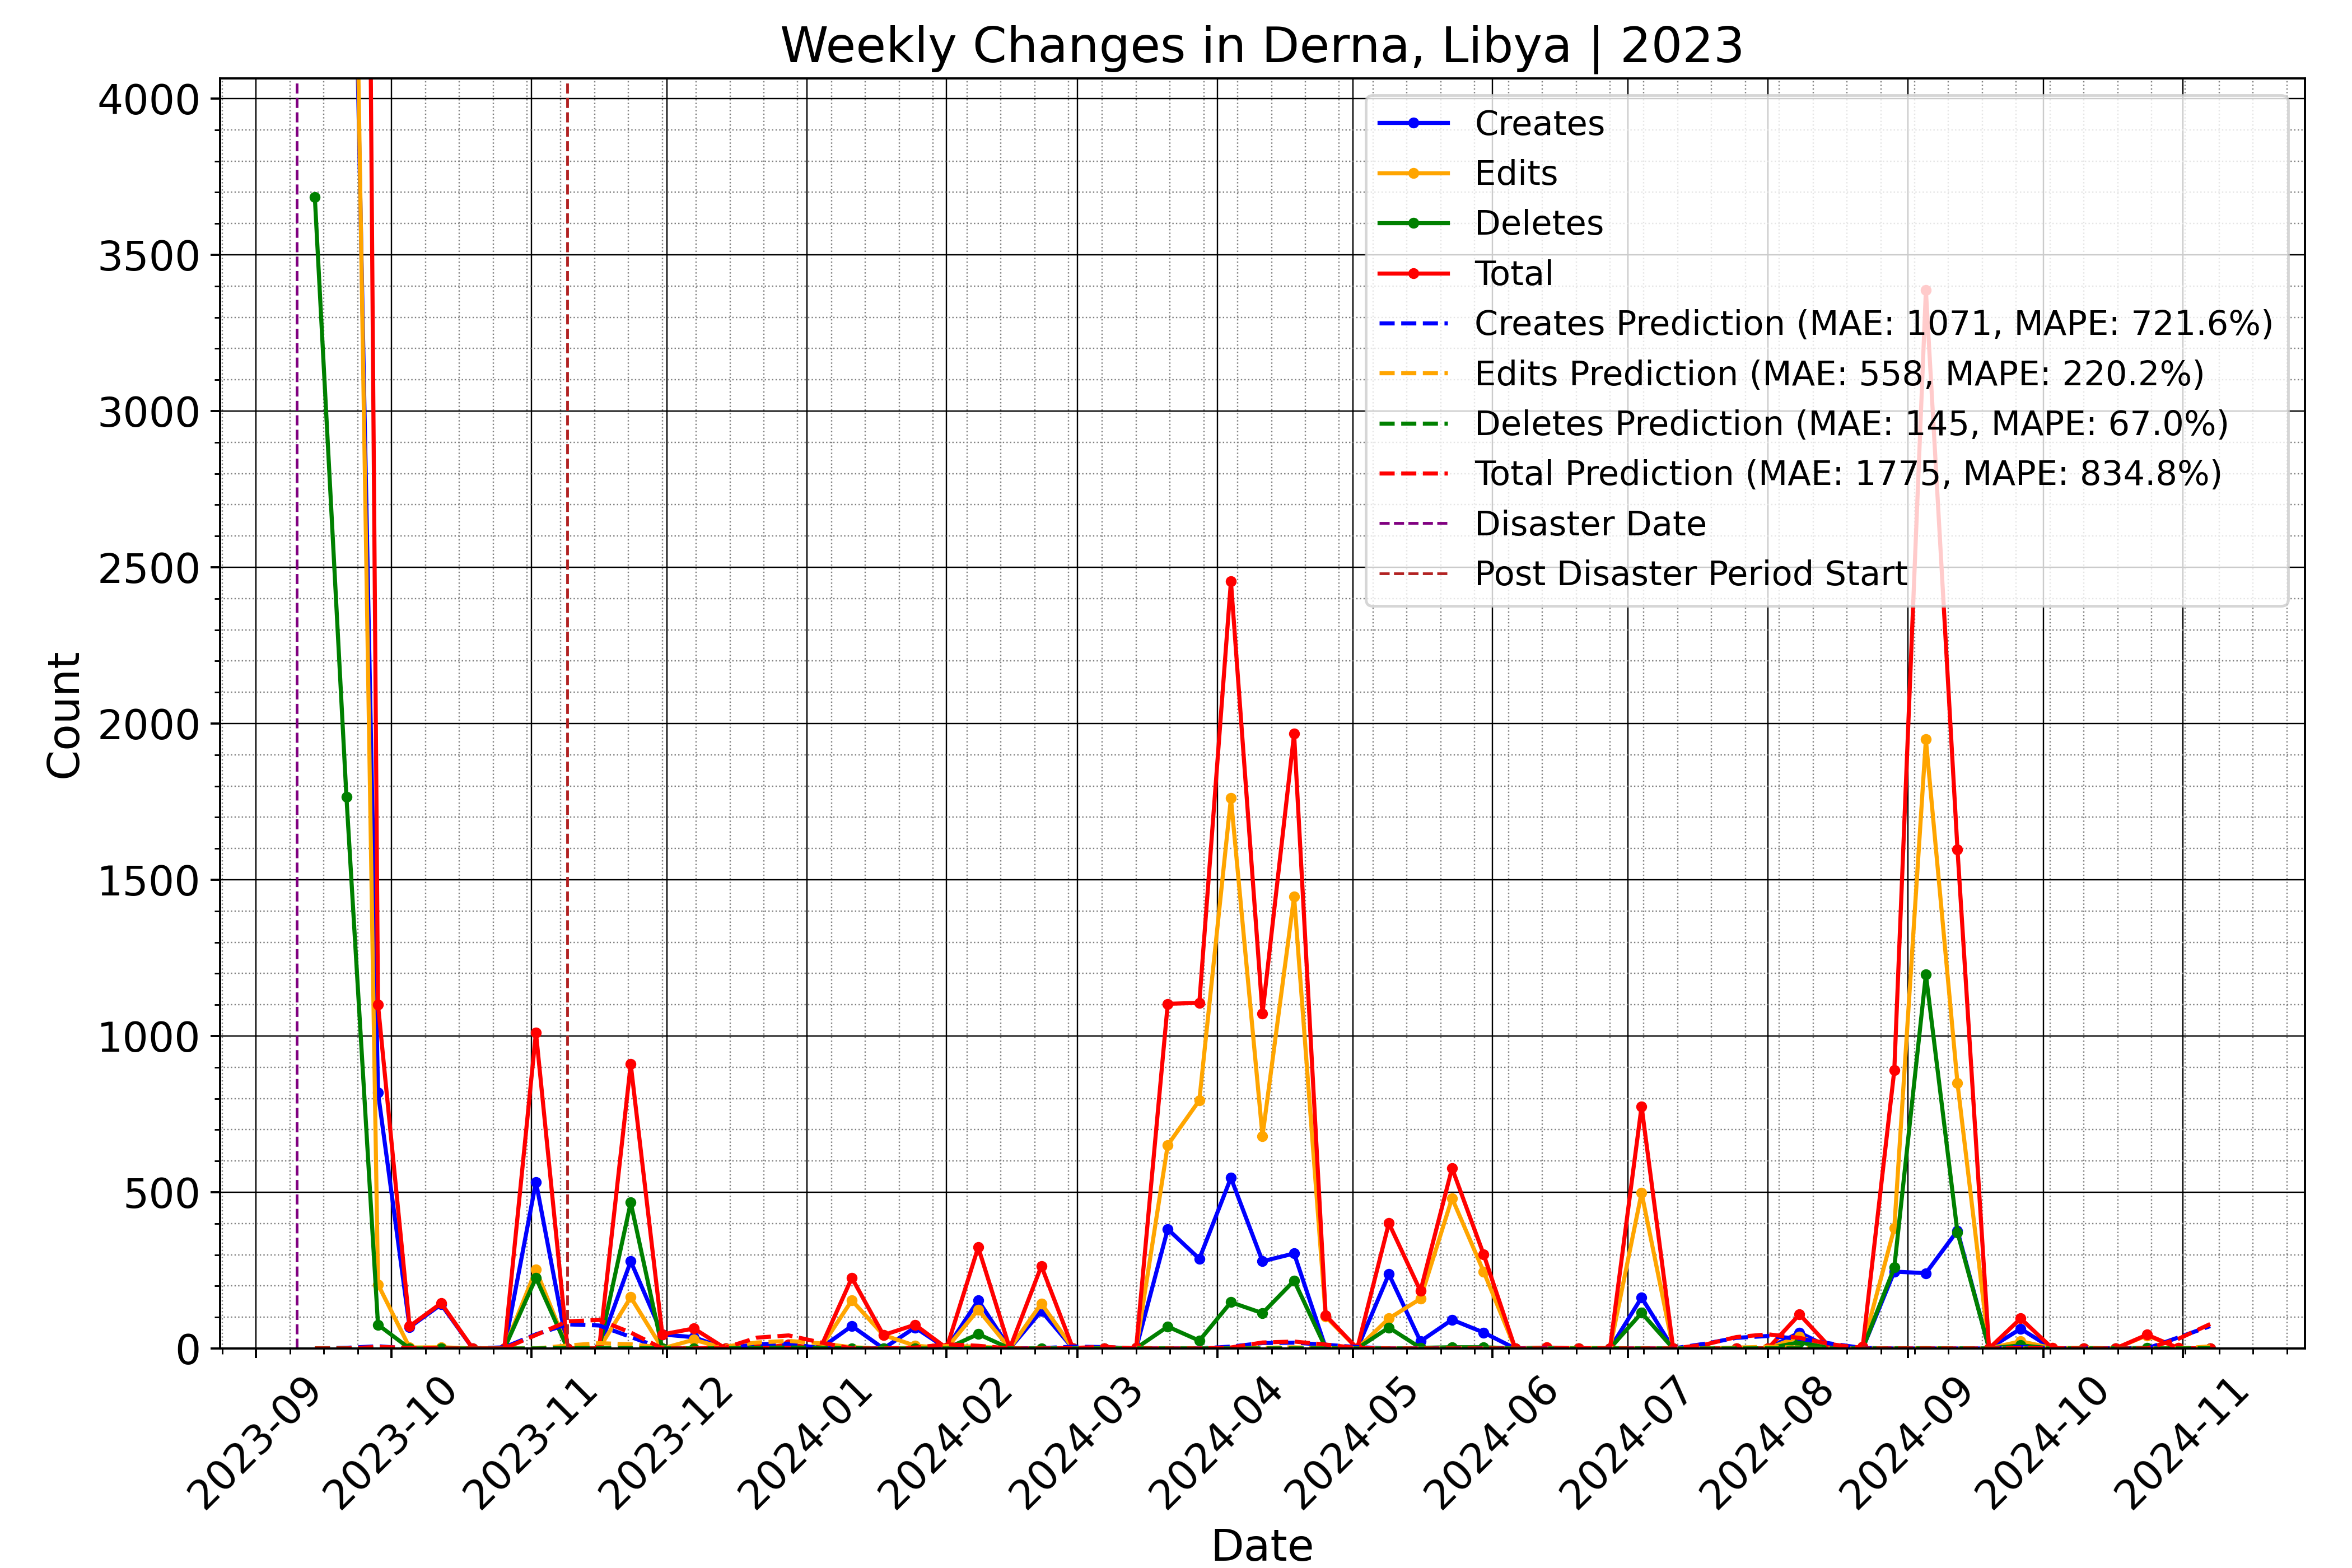 Weekly Changes in Derna, Libya | 2023
4000
3500
3000
2500
2000
1500
1000
500
0
Count
Creates
Edits
Deletes
Total
Creates Prediction (MAE: 1071, MAPE: 721.6%)
Edits Prediction (MAE: 558, MAPE: 220.2%)
Deletes Prediction (MAE: 145, MAPE: 67.0%)
Total Prediction (MAE: 1775, MAPE: 834.8%)
Disaster Date
Post Disaster Period Start
2023-09
2023-10
2023-11
2023-12
2024-01
2024-02
2024-03
2024-04
2024-05
2024-06
2024-07
2024-08
2024-09
2024-10
2024-11
Date